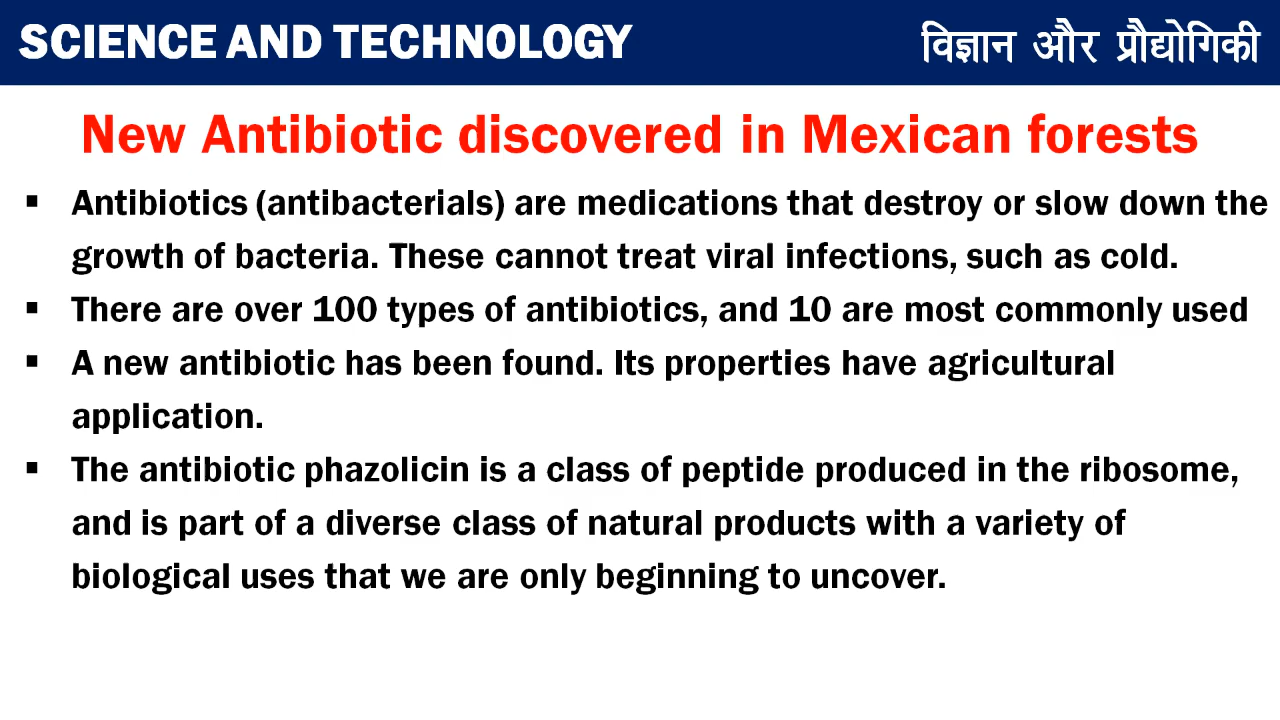 SCIENCE AND TECHNOLOGY
विज्ञान और प्रौद्योगिकी
New Antibiotic discovered in Mexican forests
▪ Antibiotics (antibacterials) are medications that destroy or slow down the
growth of bacteria. These cannot treat viral infections, such as cold.
▪ There are over 100 types of antibiotics, and 10 are most commonly used
▪ A new antibiotic has been found. Its properties have agricultural
application.
▪ The antibiotic phazolicin is a class of peptide produced in the ribosome,
and is part of a diverse class of natural products with a variety of
biological uses that we are only beginning to uncover.